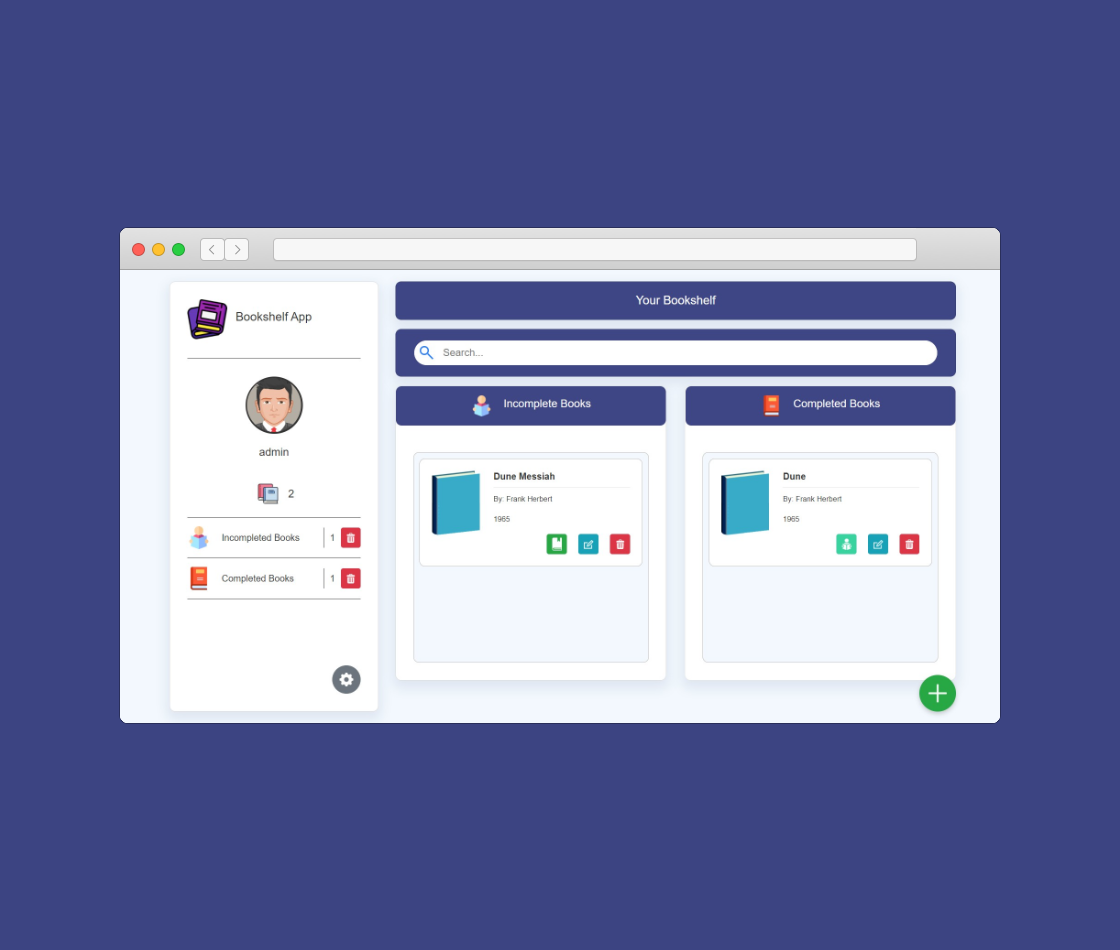 Bookshelf App
admin
2
Incompleted Books 1
Completed Books 1
Your Bookshelf
Search...
Incomplete Books
Dune Messiah
By: Frank Herbert
1965
Completed Books
Dune
By: Frank Herbert
1965